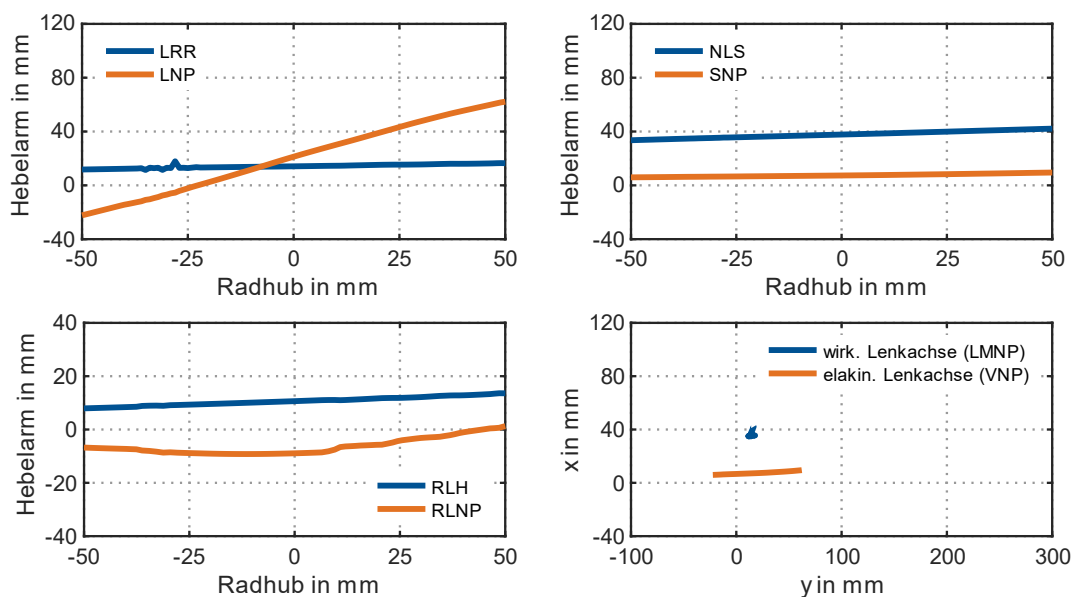 120
80
40
0
-40
Hebelarm in mm
LRR
LNP
-50 -25 0 25 50
Radhub in mm
120
80
40
0
-40
Hebelarm in mm
NLS
SNP
-50 -25 0 25 50
Radhub in mm
40
20
0
-20
-40
Hebelarm in mm
RLH
RLNP
-50 -25 0 25 50
Radhub in mm
120
80
40
0
-40
x in mm
wirk. Lenkachse (LMNP)
elakin. Lenkachse (VNP)
-100 0 100 200 300
y in mm